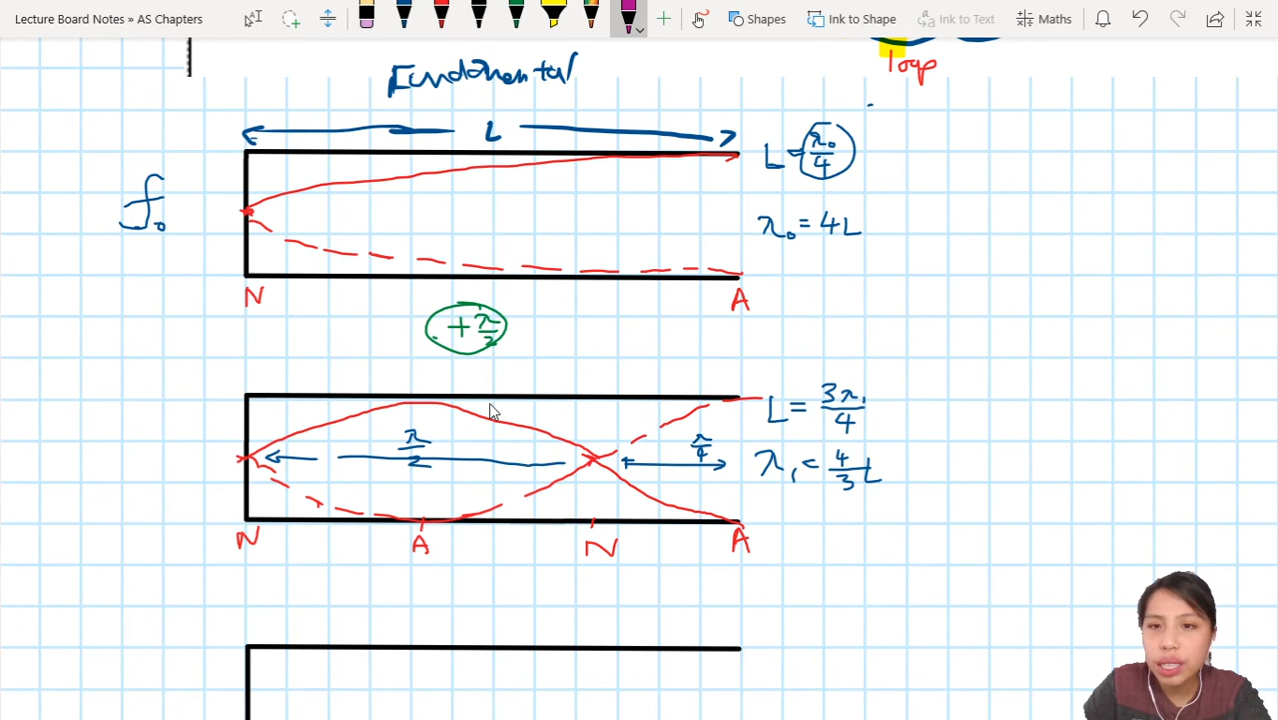 Lecture Board Notes » AS Chapters
Shapes
Ink to Shape
Ink to Text
Maths
loop
Fundamental
L
L = λ₀/4
f₀
λ₀ = 4L
N A
+ λ/2
L = 3λ₁/4
λ/2 λ/4
λ₁ = 4/3 L
N A N A